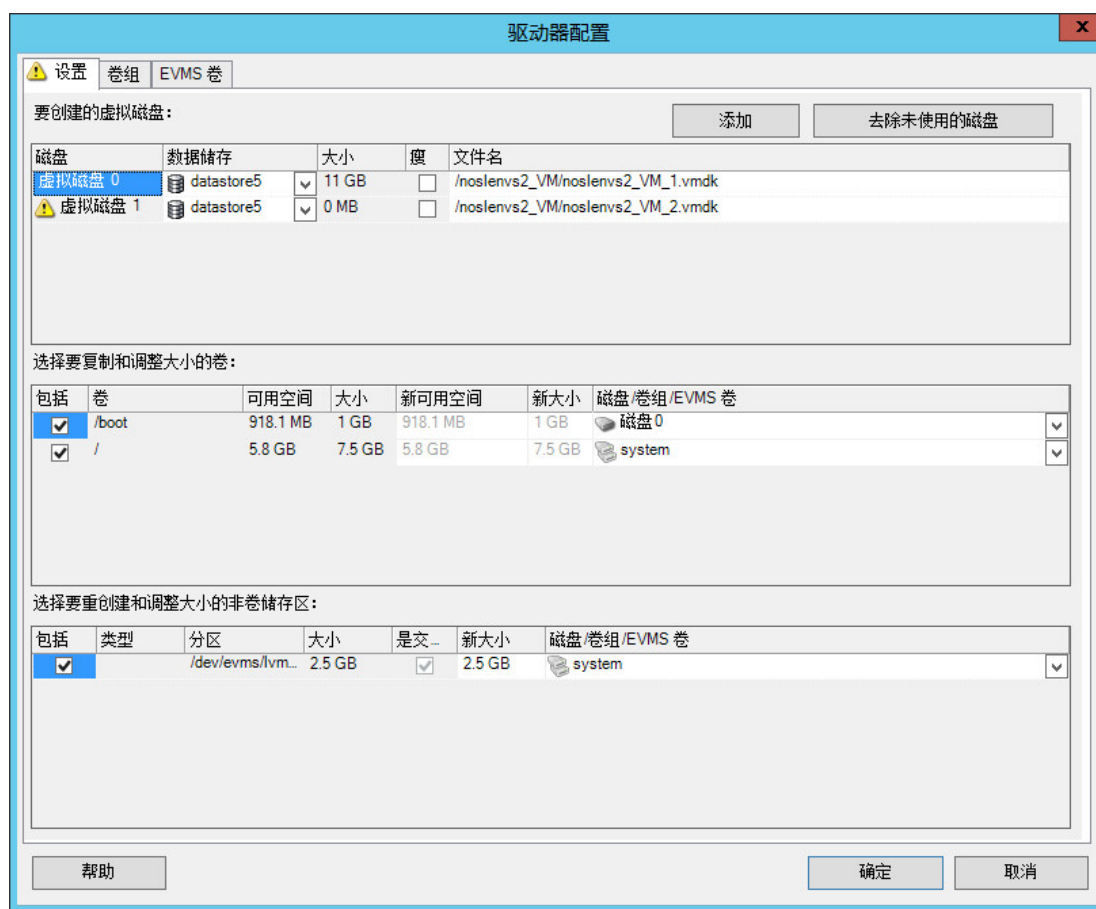 驱动器配置
x
设置 卷组 EVMS 卷
要创建的虚拟磁盘：
添加 去除未使用的磁盘
磁盘 数据储存 大小 瘦 文件名
虚拟磁盘 0 datastore5 11 GB /noslenvs2_VM/noslenvs2_VM_1.vmdk
虚拟磁盘 1 datastore5 0 MB /noslenvs2_VM/noslenvs2_VM_2.vmdk
选择要复制和调整大小的卷：
包括 卷 可用空间 大小 新可用空间 新大小 磁盘/卷组/EVMS 卷
/boot 918.1 MB 1 GB 918.1 MB 1 GB 磁盘0
/ 5.8 GB 7.5 GB 5.8 GB 7.5 GB system
选择要重创建和调整大小的非卷储存区：
包括 类型 分区 大小 是交... 新大小 磁盘/卷组/EVMS 卷
/dev/evms/lvm... 2.5 GB 2.5 GB system
帮助 确定 取消